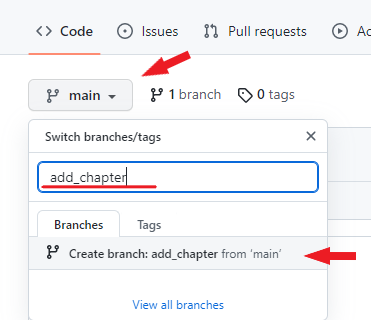 Code Issues Pull requests Ac
main 1 branch 0 tags
Switch branches/tags
add_chapter
Branches Tags
Create branch: add_chapter from 'main'
View all branches